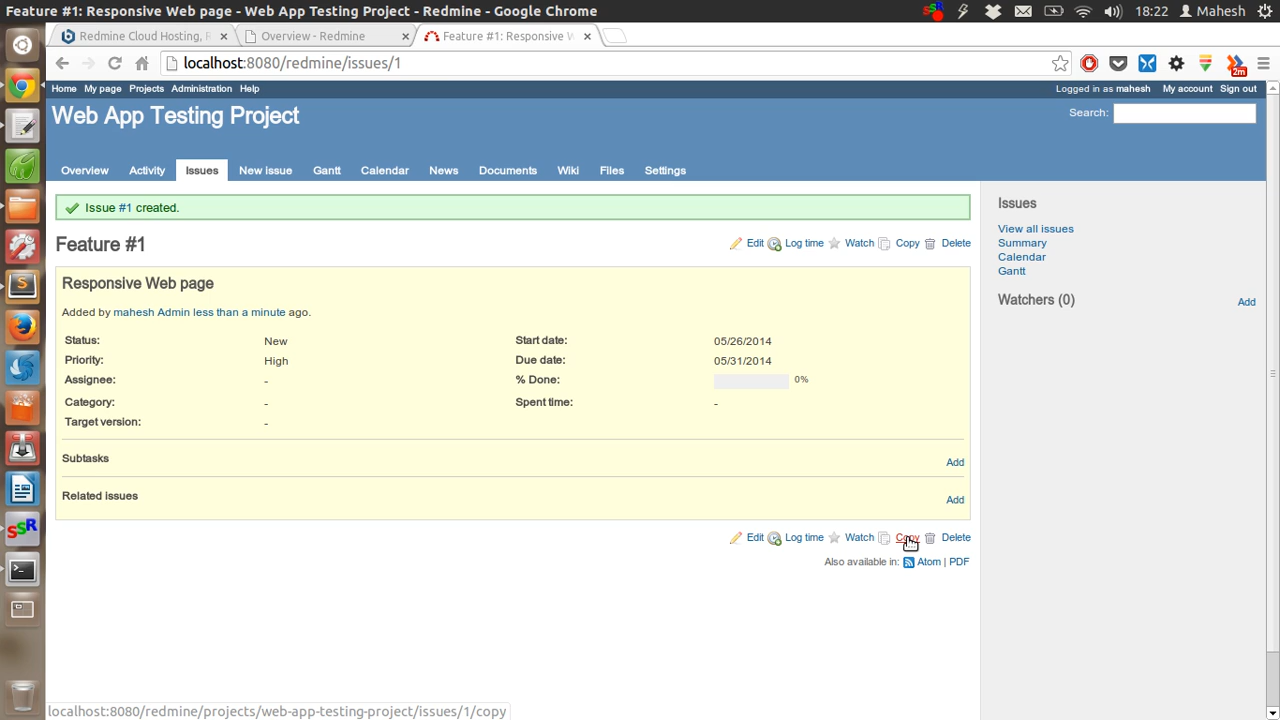 Feature #1: Responsive Web page - Web App Testing Project - Redmine - Google Chrome
18:22 Mahesh
Redmine Cloud Hosting, R
Overview - Redmine
Feature #1: Responsive W
localhost:8080/redmine/issues/1
2m
Home My page Projects Administration Help
Logged in as mahesh My account Sign out
Web App Testing Project
Search:
Overview Activity Issues New issue Gantt Calendar News Documents Wiki Files Settings
Issue #1 created.
Feature #1
Edit Log time Watch Copy Delete
Responsive Web page
Added by mahesh Admin less than a minute ago.
Status: New Start date: 05/26/2014
Priority: High Due date: 05/31/2014
Assignee: - % Done: 0%
Category: - Spent time: -
Target version: -
Subtasks Add
Related issues Add
Edit Log time Watch Copy Delete
Also available in: Atom | PDF
Issues
View all issues
Summary
Calendar
Gantt
Watchers (0) Add
localhost:8080/redmine/projects/web-app-testing-project/issues/1/copy